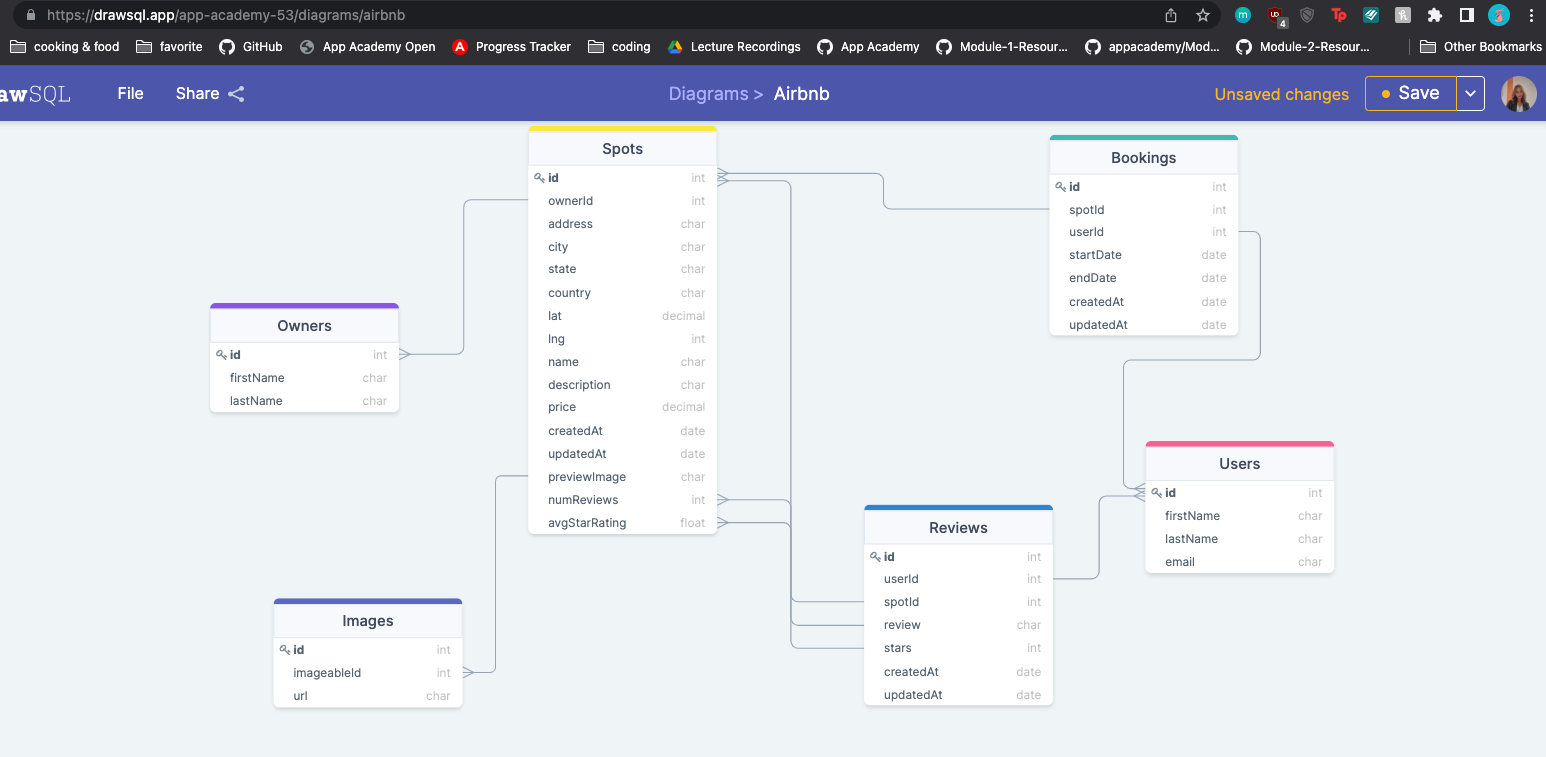 https://drawsql.app/app-academy-53/diagrams/airbnb
m
4
Tp
cooking & food
favorite
GitHub
App Academy Open
A
Progress Tracker
coding
Lecture Recordings
App Academy
Module-1-Resour...
appacademy/Mod...
Module-2-Resour...
Other Bookmarks
awSQL
File
Share
Diagrams > Airbnb
Unsaved changes
Save
Spots
id int
ownerId int
address char
city char
state char
country char
lat decimal
lng int
name char
description char
price decimal
createdAt date
updatedAt date
previewImage char
numReviews int
avgStarRating float
Bookings
id int
spotId int
userId int
startDate date
endDate date
createdAt date
updatedAt date
Owners
id int
firstName char
lastName char
Users
id int
firstName char
lastName char
email char
Reviews
id int
userId int
spotId int
review char
stars int
createdAt date
updatedAt date
Images
id int
imageableId int
url char